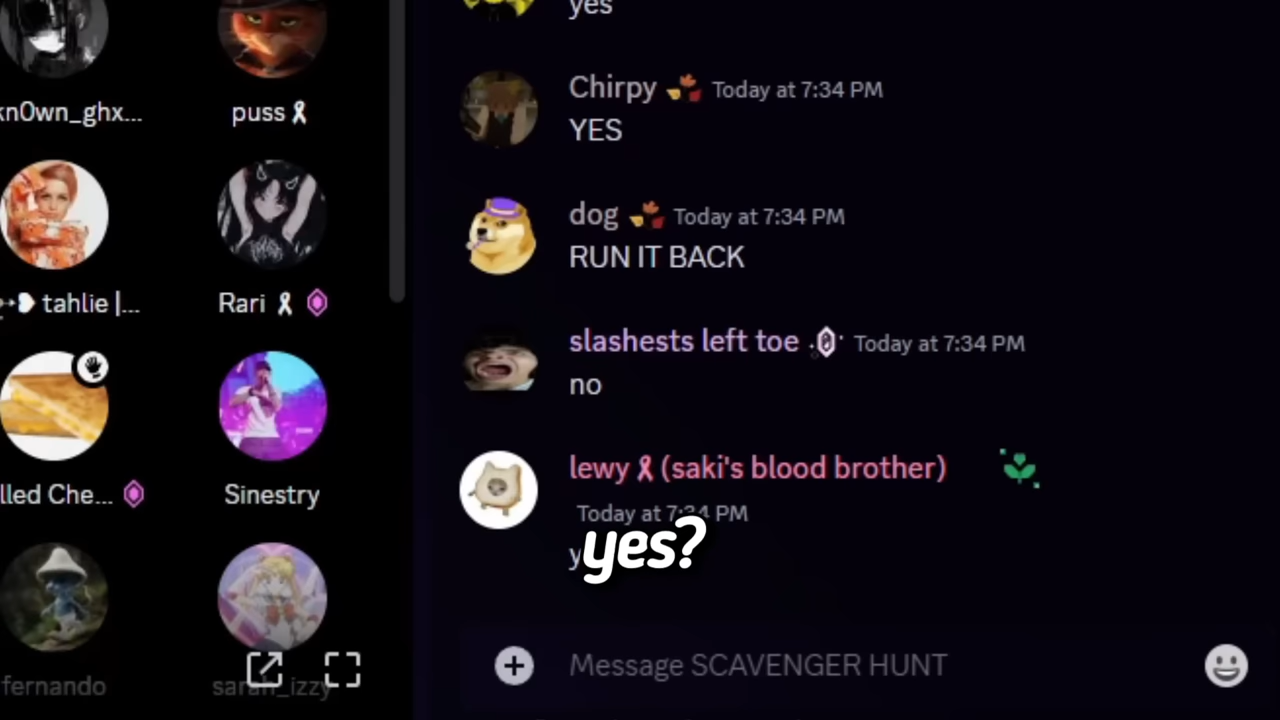 yes
kn0wn_ghx...
puss
Chirpy Today at 7:34 PM
YES
dog Today at 7:34 PM
RUN IT BACK
tahlie |...
Rari
slashests left toe Today at 7:34 PM
no
lled Che...
Sinestry
lewy (saki's blood brother)
Today at 7:34 PM
yes?
fernando
sarah_izzy
Message SCAVENGER HUNT